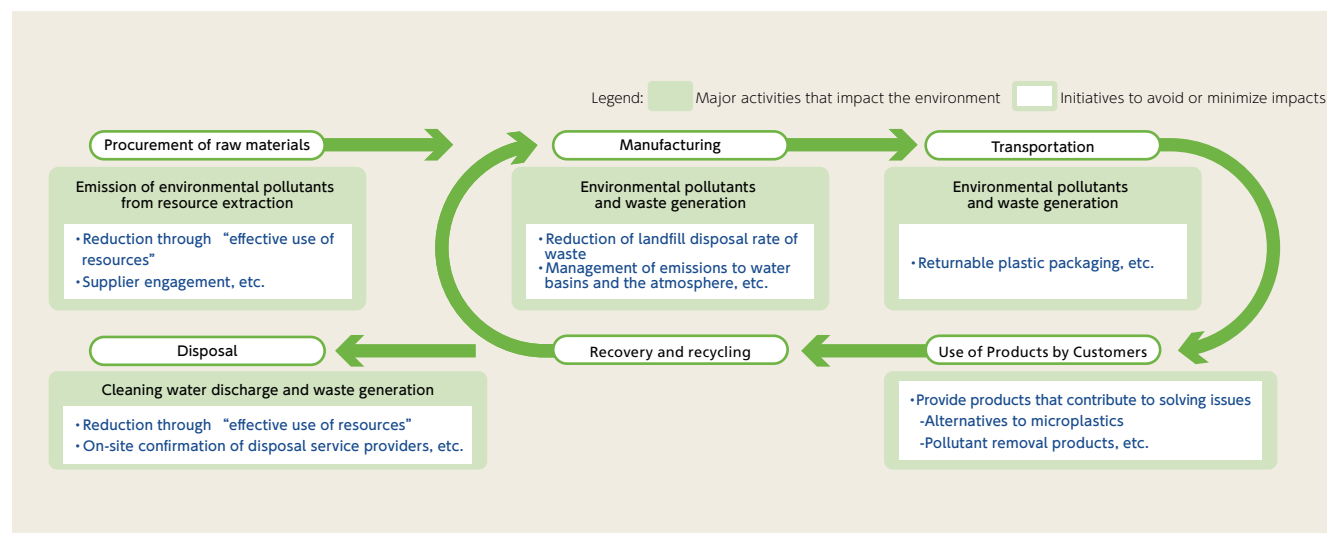 Legend: Major activities that impact the environment Initiatives to avoid or minimize impacts
Procurement of raw materials
Emission of environmental pollutants
from resource extraction
・Reduction through “effective use of
resources”
・Supplier engagement, etc.
Manufacturing
Environmental pollutants
and waste generation
・Reduction of landfill disposal rate of
waste
・Management of emissions to water
basins and the atmosphere, etc.
Transportation
Environmental pollutants
and waste generation
・Returnable plastic packaging, etc.
Disposal
Cleaning water discharge and waste generation
・Reduction through “effective use of resources”
・On-site confirmation of disposal service providers, etc.
Recovery and recycling
Use of Products by Customers
・Provide products that contribute to solving issues
-Alternatives to microplastics
-Pollutant removal products, etc.